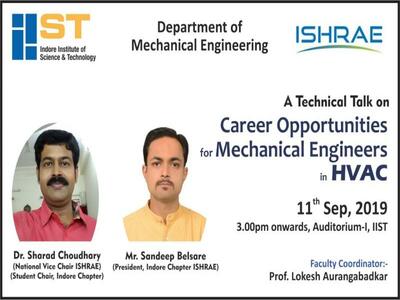 IIST
Indore Institute of
Science & Technology
Department of
Mechanical Engineering
ISHRAE
A Technical Talk on
Career Opportunities
for Mechanical Engineers
in HVAC
11th Sep, 2019
3.00pm onwards, Auditorium-I, IIST
Dr. Sharad Choudhary
(National Vice Chair ISHRAE)
(Student Chair, Indore Chapter)
Mr. Sandeep Belsare
(President, Indore Chapter ISHRAE)
Faculty Coordinator:-
Prof. Lokesh Aurangabadkar